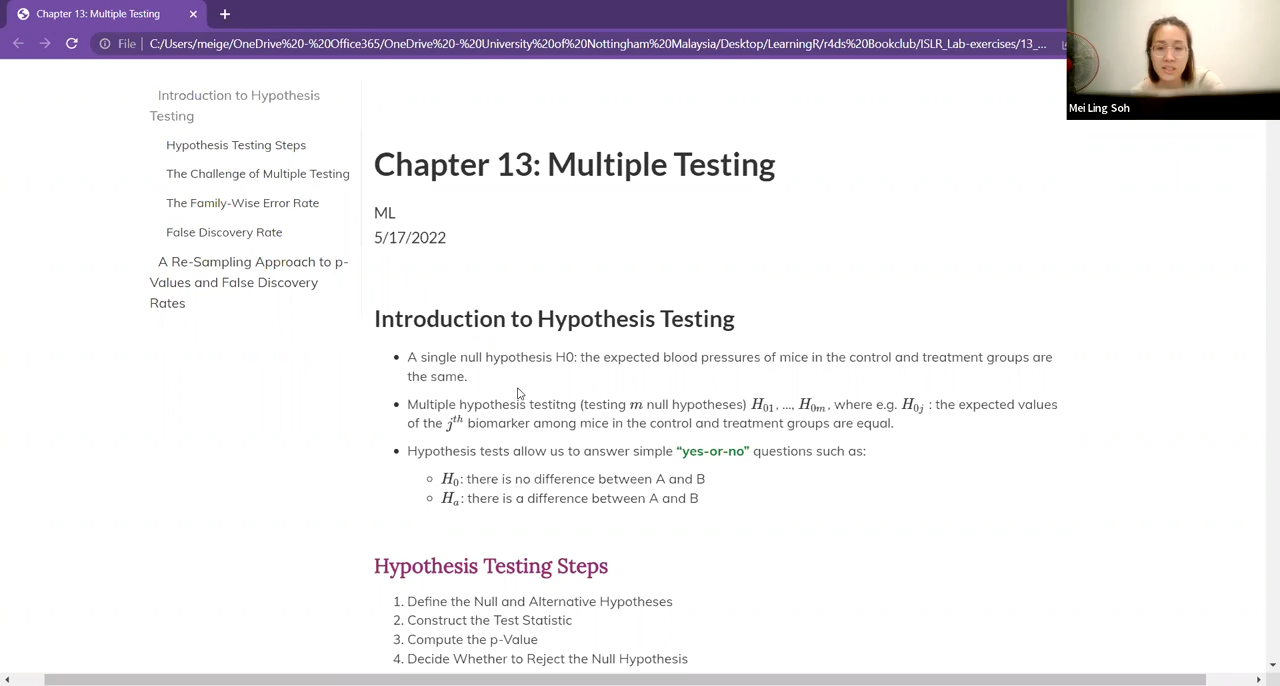 Chapter 13: Multiple Testing
File
C:/Users/meige/OneDrive%20-%20Office365/OneDrive%20-%20University%20of%20Nottingham%20Malaysia/Desktop/LearningR/r4ds%20Bookclub/ISLR_Lab-exercises/13_...
Mei Ling Soh
Introduction to Hypothesis
Testing
Hypothesis Testing Steps
The Challenge of Multiple Testing
The Family-Wise Error Rate
False Discovery Rate
A Re-Sampling Approach to p-
Values and False Discovery
Rates
Chapter 13: Multiple Testing
ML
5/17/2022
Introduction to Hypothesis Testing
• A single null hypothesis H0: the expected blood pressures of mice in the control and treatment groups are
the same.
• Multiple hypothesis testitng (testing m null hypotheses) H₀₁, ..., H₀ₘ, where e.g. H₀ⱼ : the expected values
of the jᵗʰ biomarker among mice in the control and treatment groups are equal.
• Hypothesis tests allow us to answer simple “yes-or-no” questions such as:
◦ H₀: there is no difference between A and B
◦ Hₐ: there is a difference between A and B
Hypothesis Testing Steps
1. Define the Null and Alternative Hypotheses
2. Construct the Test Statistic
3. Compute the p-Value
4. Decide Whether to Reject the Null Hypothesis